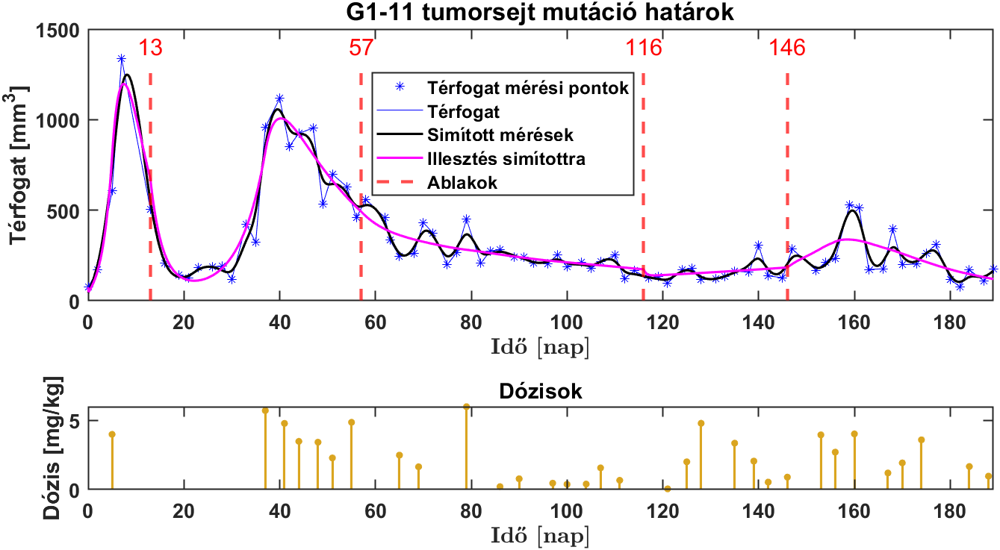 G1-11 tumorsejt mutáció határok
1500
1000
500
0
Térfogat [mm³]
13
57
116
146
Térfogat mérési pontok
Térfogat
Simított mérések
Illesztés simítottra
Ablakok
0 20 40 60 80 100 120 140 160 180
Idő [nap]
Dózisok
5
0
Dózis [mg/kg]
0 20 40 60 80 100 120 140 160 180
Idő [nap]